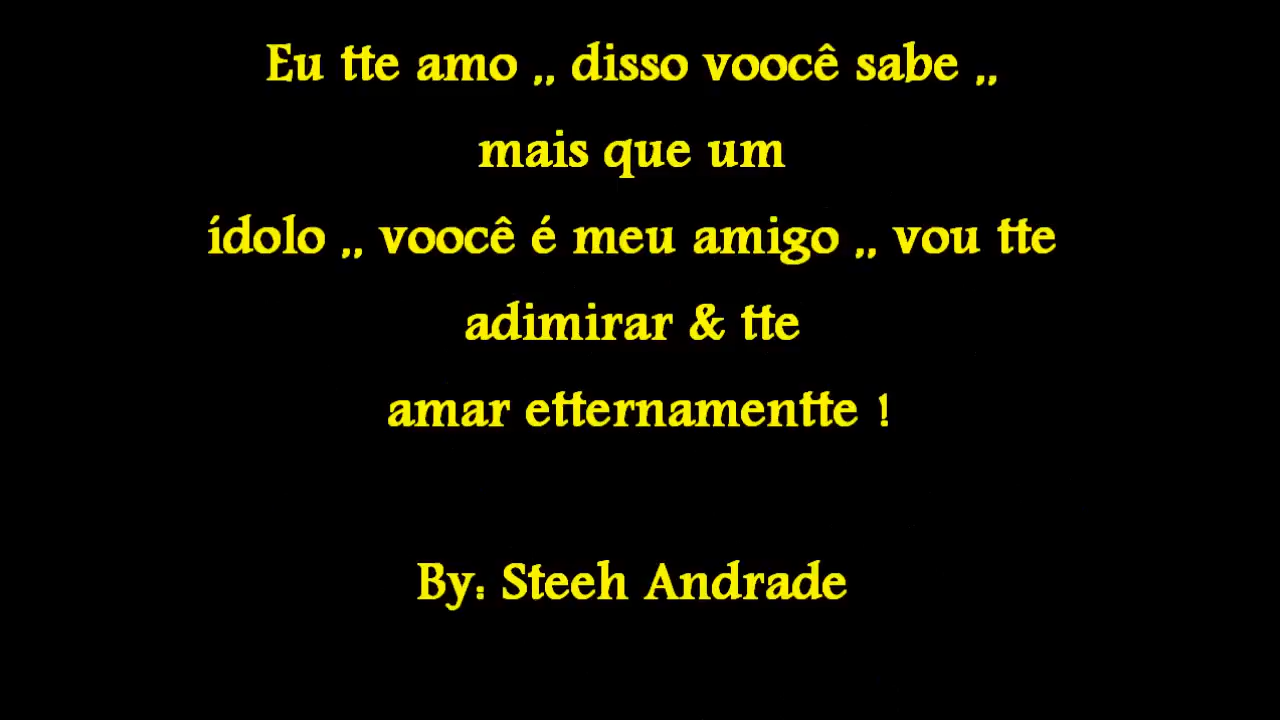 Eu tte amo ,, disso voocê sabe ,,
mais que um
ídolo ,, voocê é meu amigo ,, vou tte
adimirar & tte
amar etternamentte !
By: Steeh Andrade